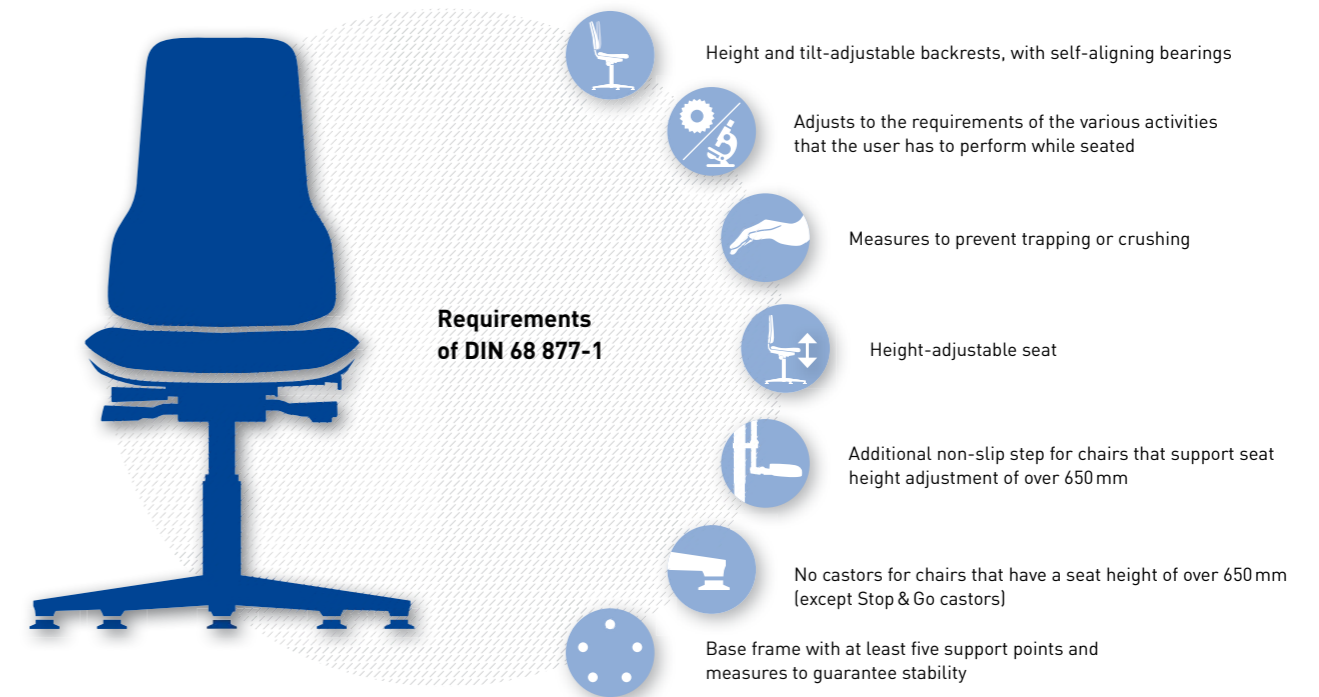 Height and tilt-adjustable backrests, with self-aligning bearings
Adjusts to the requirements of the various activities
that the user has to perform while seated
Measures to prevent trapping or crushing
Requirements
of DIN 68 877-1
Height-adjustable seat
Additional non-slip step for chairs that support seat
height adjustment of over 650 mm
No castors for chairs that have a seat height of over 650 mm
(except Stop & Go castors)
Base frame with at least five support points and
measures to guarantee stability